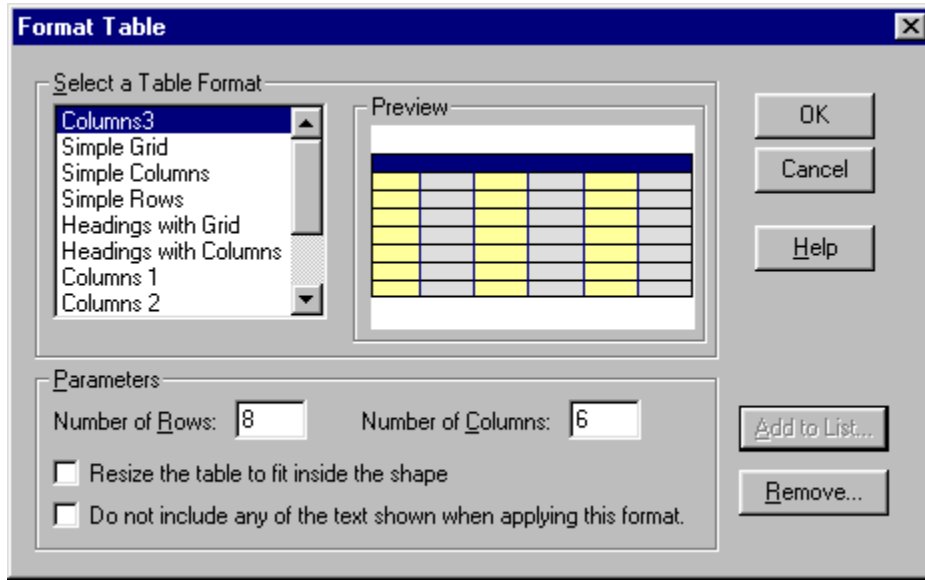 Format Table
Select a Table Format
Columns3
Simple Grid
Simple Columns
Simple Rows
Headings with Grid
Headings with Columns
Columns 1
Columns 2
Preview
OK
Cancel
Help
Parameters
Number of Rows: 8 Number of Columns: 6
Resize the table to fit inside the shape
Do not include any of the text shown when applying this format.
Add to List...
Remove...